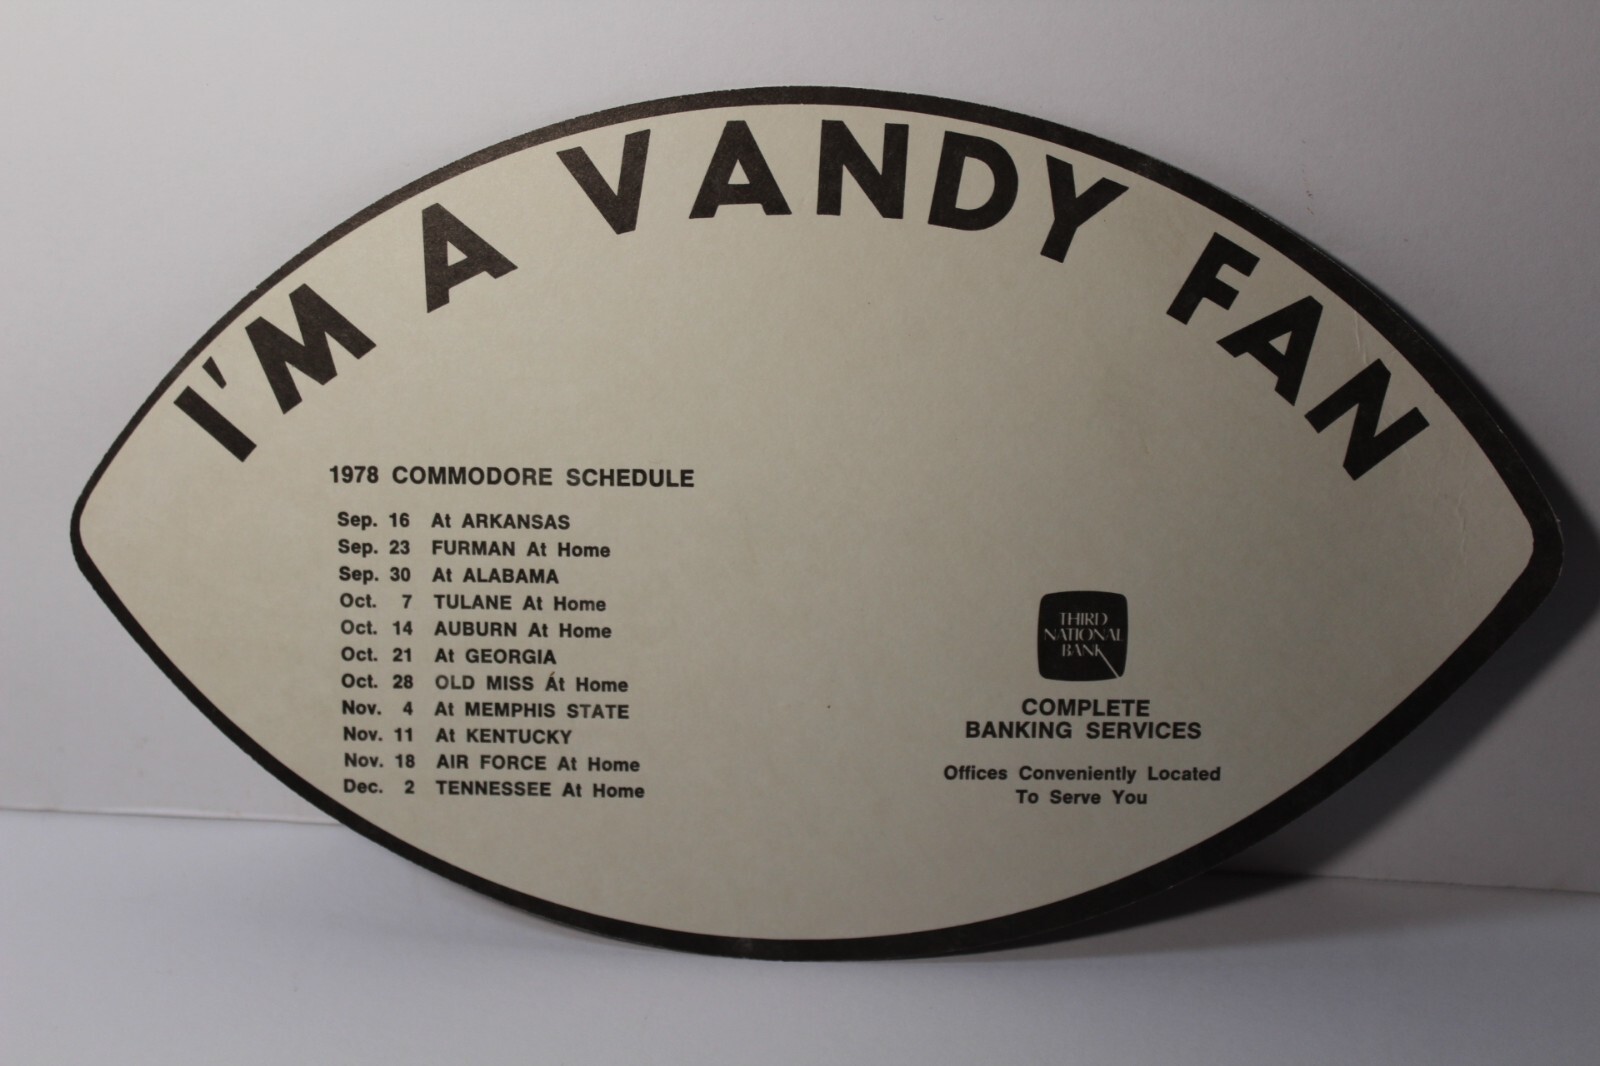 I'M A VANDY FAN
1978 COMMODORE SCHEDULE
Sep. 16 At ARKANSAS
Sep. 23 FURMAN At Home
Sep. 30 At ALABAMA
Oct. 7 TULANE At Home
Oct. 14 AUBURN At Home
Oct. 21 At GEORGIA
Oct. 28 OLD MISS At Home
Nov. 4 At MEMPHIS STATE
Nov. 11 At KENTUCKY
Nov. 18 AIR FORCE At Home
Dec. 2 TENNESSEE At Home
THIRD
NATIONAL
BANK
COMPLETE
BANKING SERVICES
Offices Conveniently Located
To Serve You